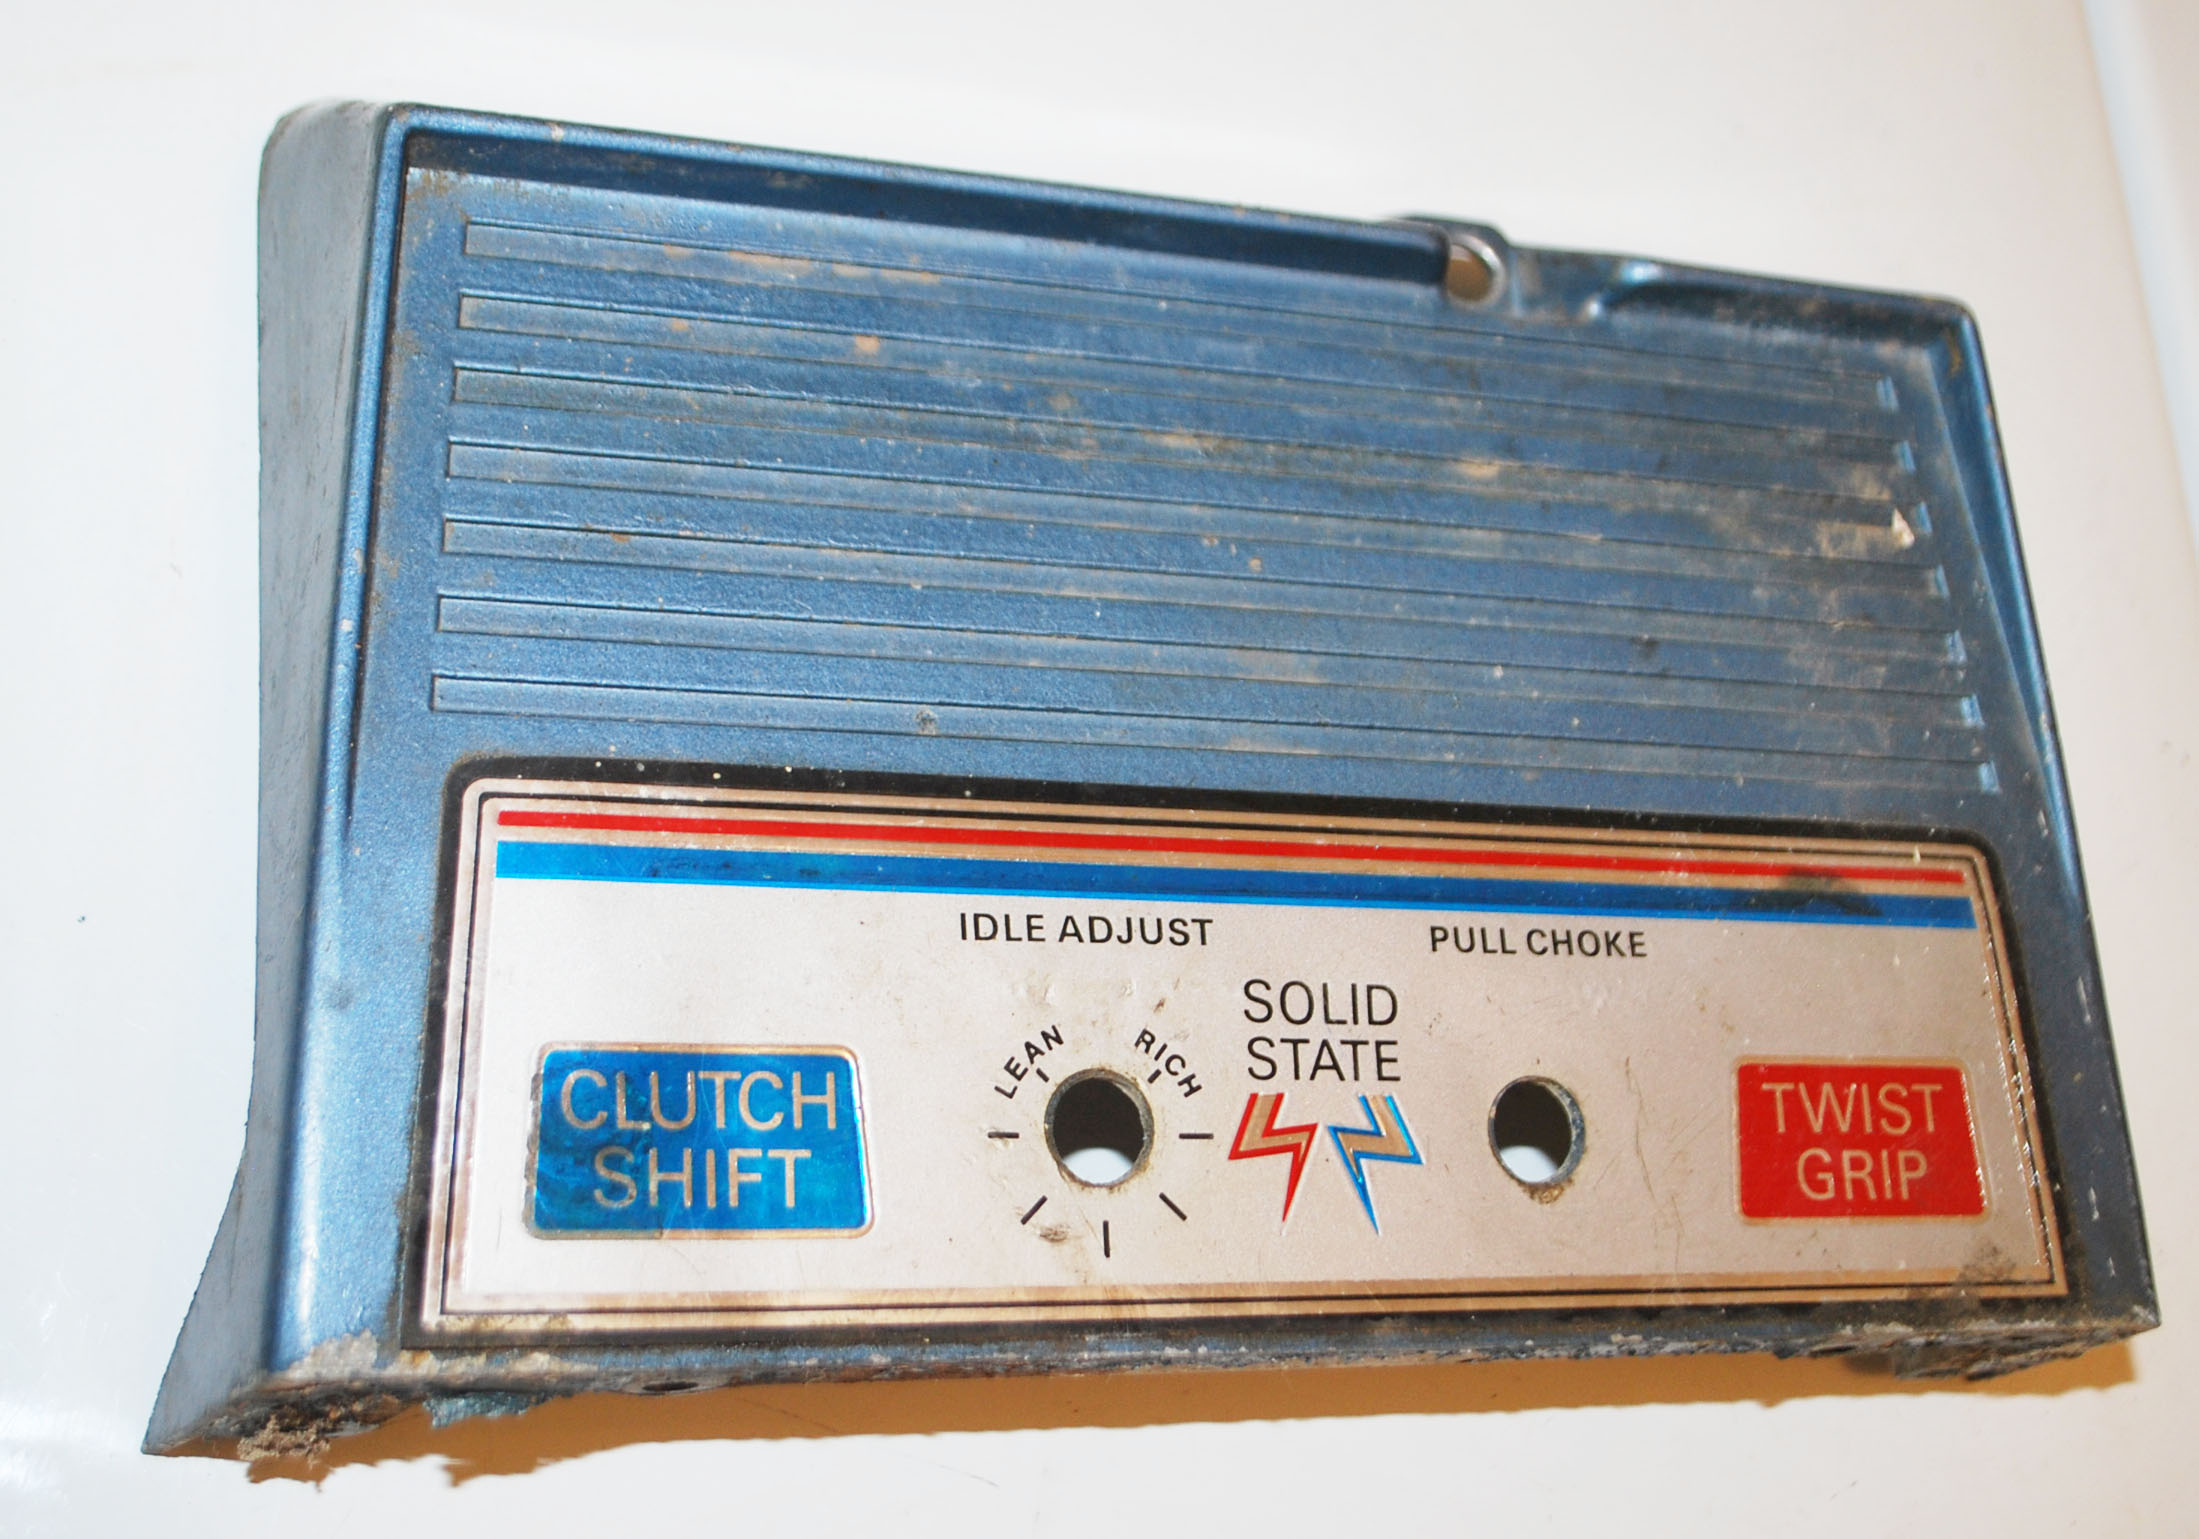 IDLE ADJUST
PULL CHOKE
LEAN
RICH
SOLID
STATE
CLUTCH
SHIFT
TWIST
GRIP